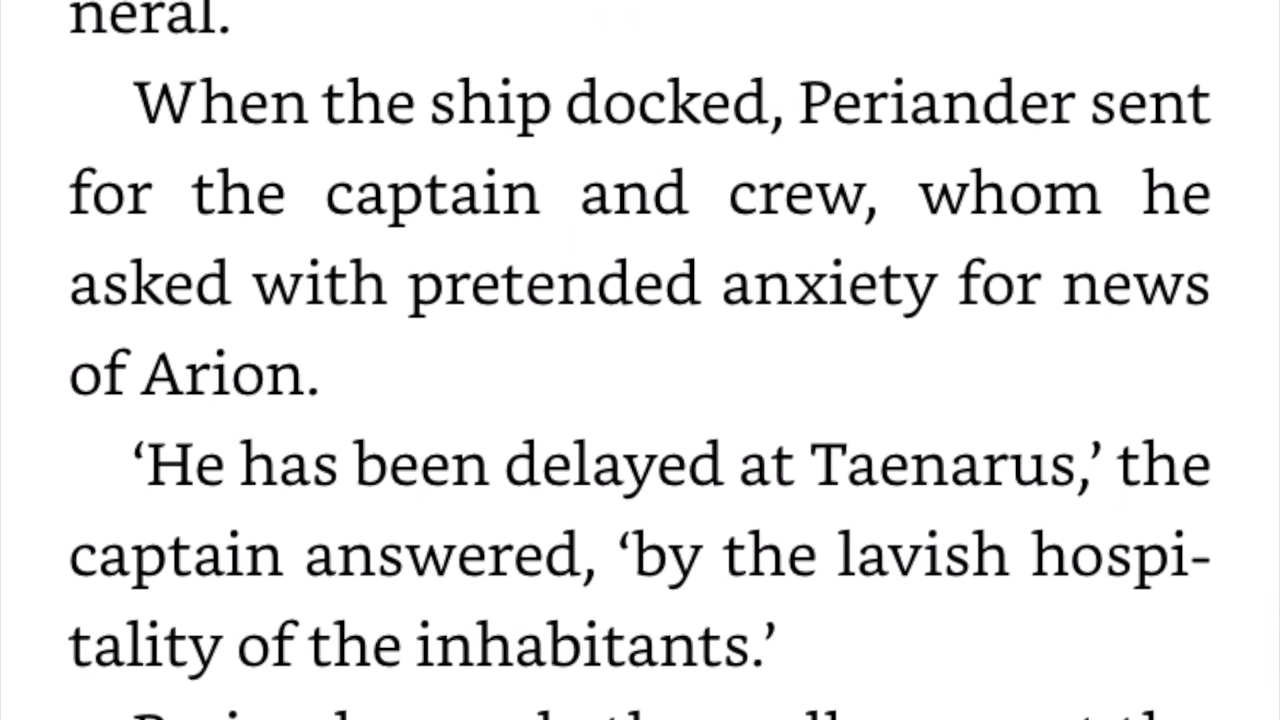 neral.
When the ship docked, Periander sent
for the captain and crew, whom he
asked with pretended anxiety for news
of Arion.
‘He has been delayed at Taenarus,’ the
captain answered, ‘by the lavish hospi-
tality of the inhabitants.’